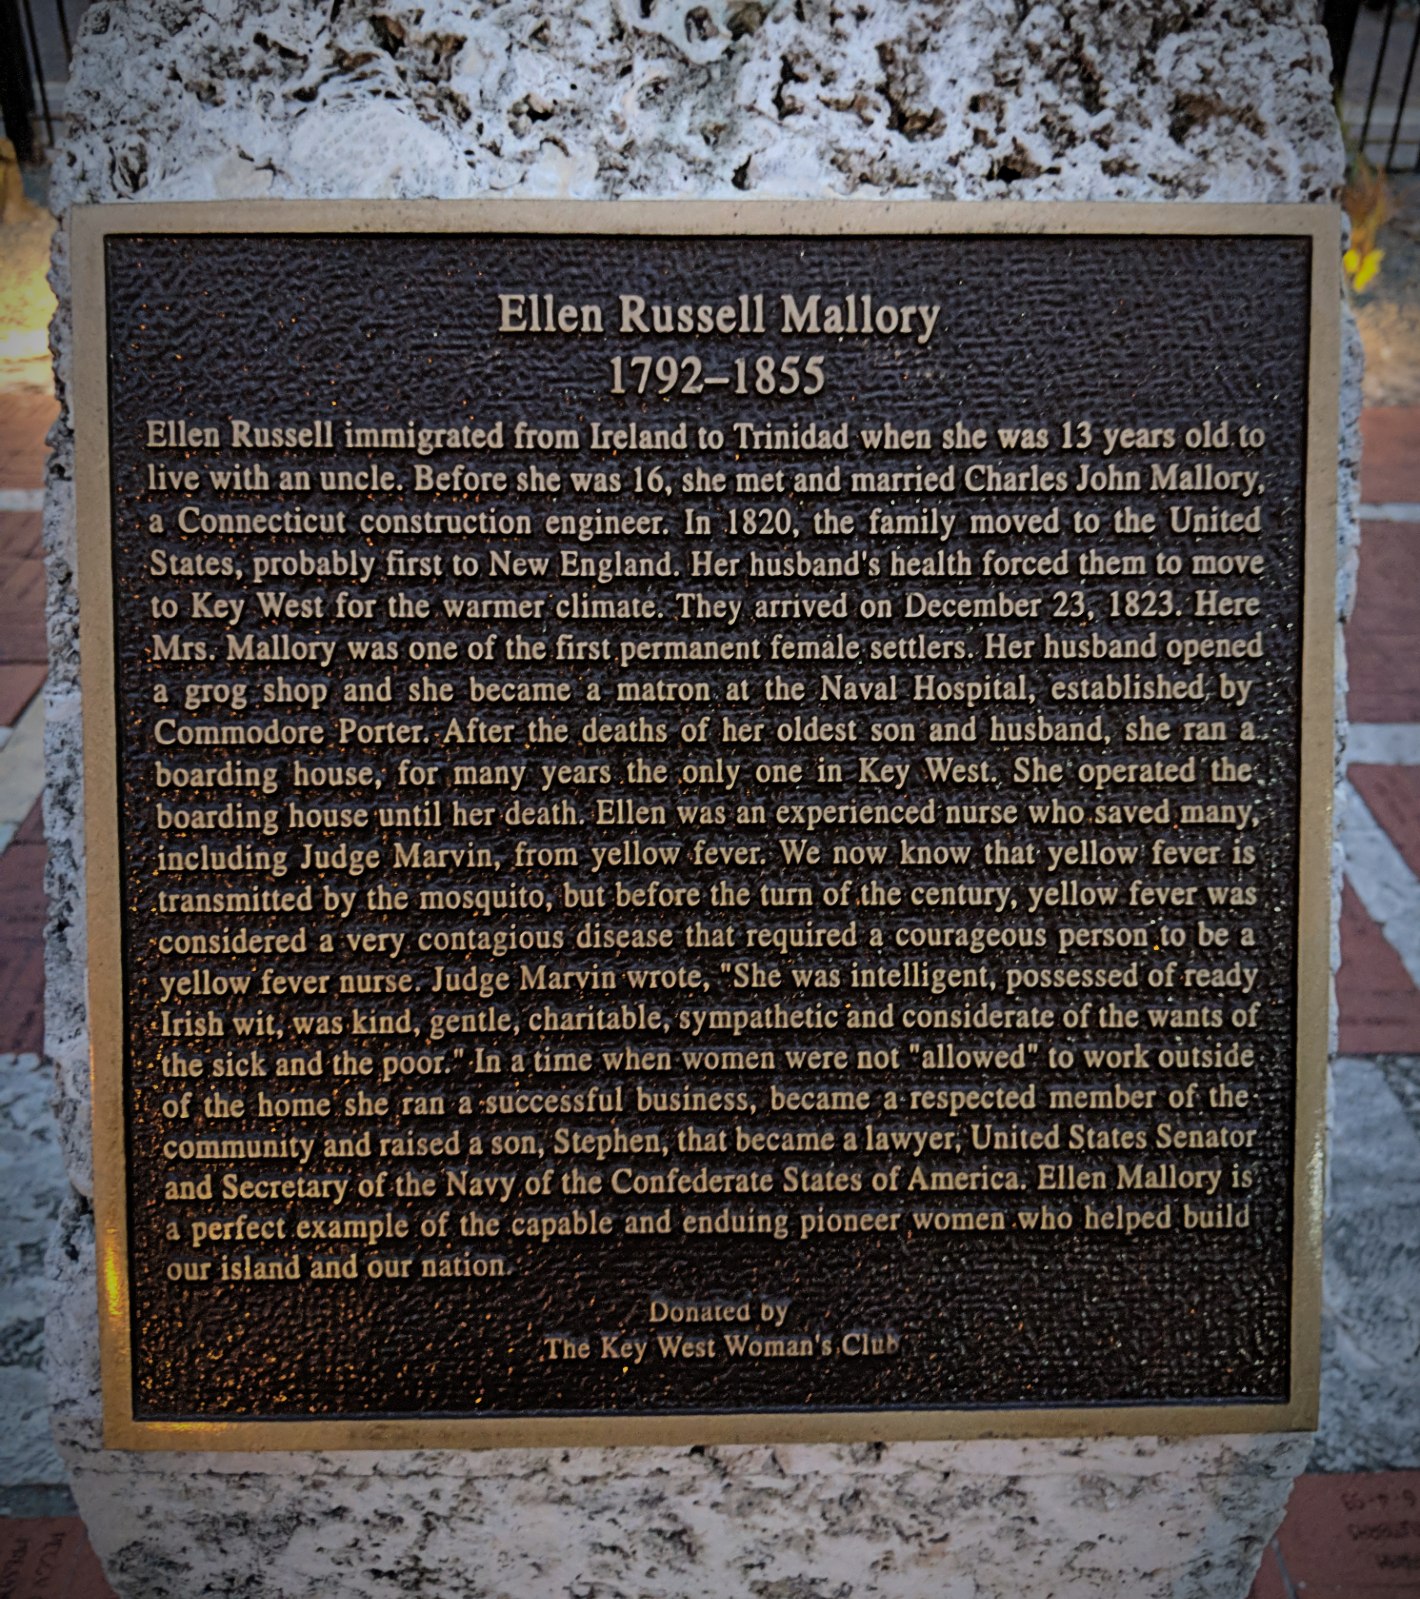 Ellen Russell Mallory
1792–1855
Ellen Russell immigrated from Ireland to Trinidad when she was 13 years old to
live with an uncle. Before she was 16, she met and married Charles John Mallory,
a Connecticut construction engineer. In 1820, the family moved to the United
States, probably first to New England. Her husband's health forced them to move
to Key West for the warmer climate. They arrived on December 23, 1823. Here
Mrs. Mallory was one of the first permanent female settlers. Her husband opened
a grog shop and she became a matron at the Naval Hospital, established by
Commodore Porter. After the deaths of her oldest son and husband, she ran a
boarding house, for many years the only one in Key West. She operated the
boarding house until her death. Ellen was an experienced nurse who saved many,
including Judge Marvin, from yellow fever. We now know that yellow fever is
transmitted by the mosquito, but before the turn of the century, yellow fever was
considered a very contagious disease that required a courageous person to be a
yellow fever nurse. Judge Marvin wrote, "She was intelligent, possessed of ready
Irish wit, was kind, gentle, charitable, sympathetic and considerate of the wants of
the sick and the poor." In a time when women were not "allowed" to work outside
of the home she ran a successful business, became a respected member of the
community and raised a son, Stephen, that became a lawyer, United States Senator
and Secretary of the Navy of the Confederate States of America. Ellen Mallory is
a perfect example of the capable and enduing pioneer women who helped build
our island and our nation.
Donated by
The Key West Woman's Club